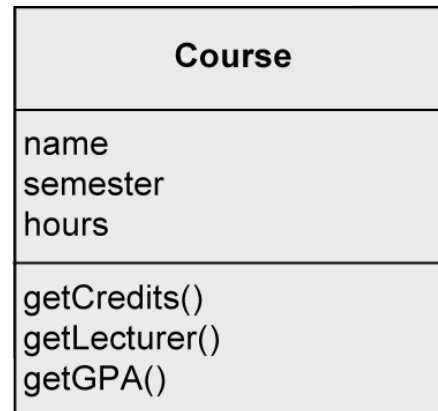 Course
name
semester
hours
getCredits()
getLecturer()
getGPA()